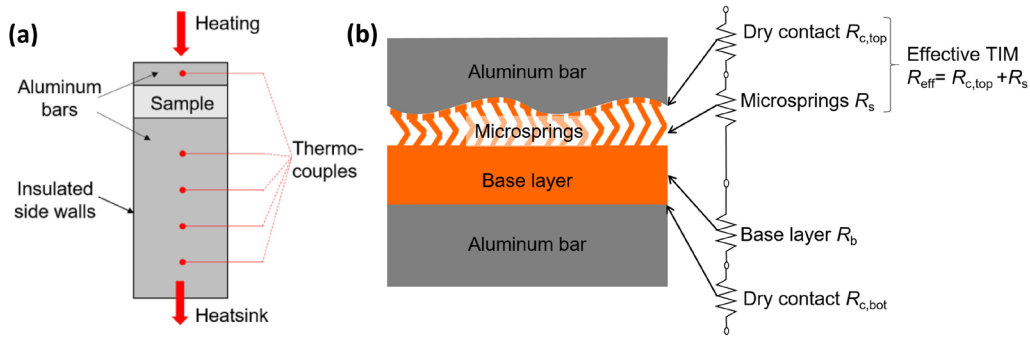 (a)
Heating
Aluminum
bars
Sample
Thermo-
couples
Insulated
side walls
Heatsink
(b)
Aluminum bar
Microsprings
Base layer
Aluminum bar
Dry contact Rc,top
Microsprings Rs
Effective TIM
Reff= Rc,top +Rs
Base layer Rb
Dry contact Rc,bot